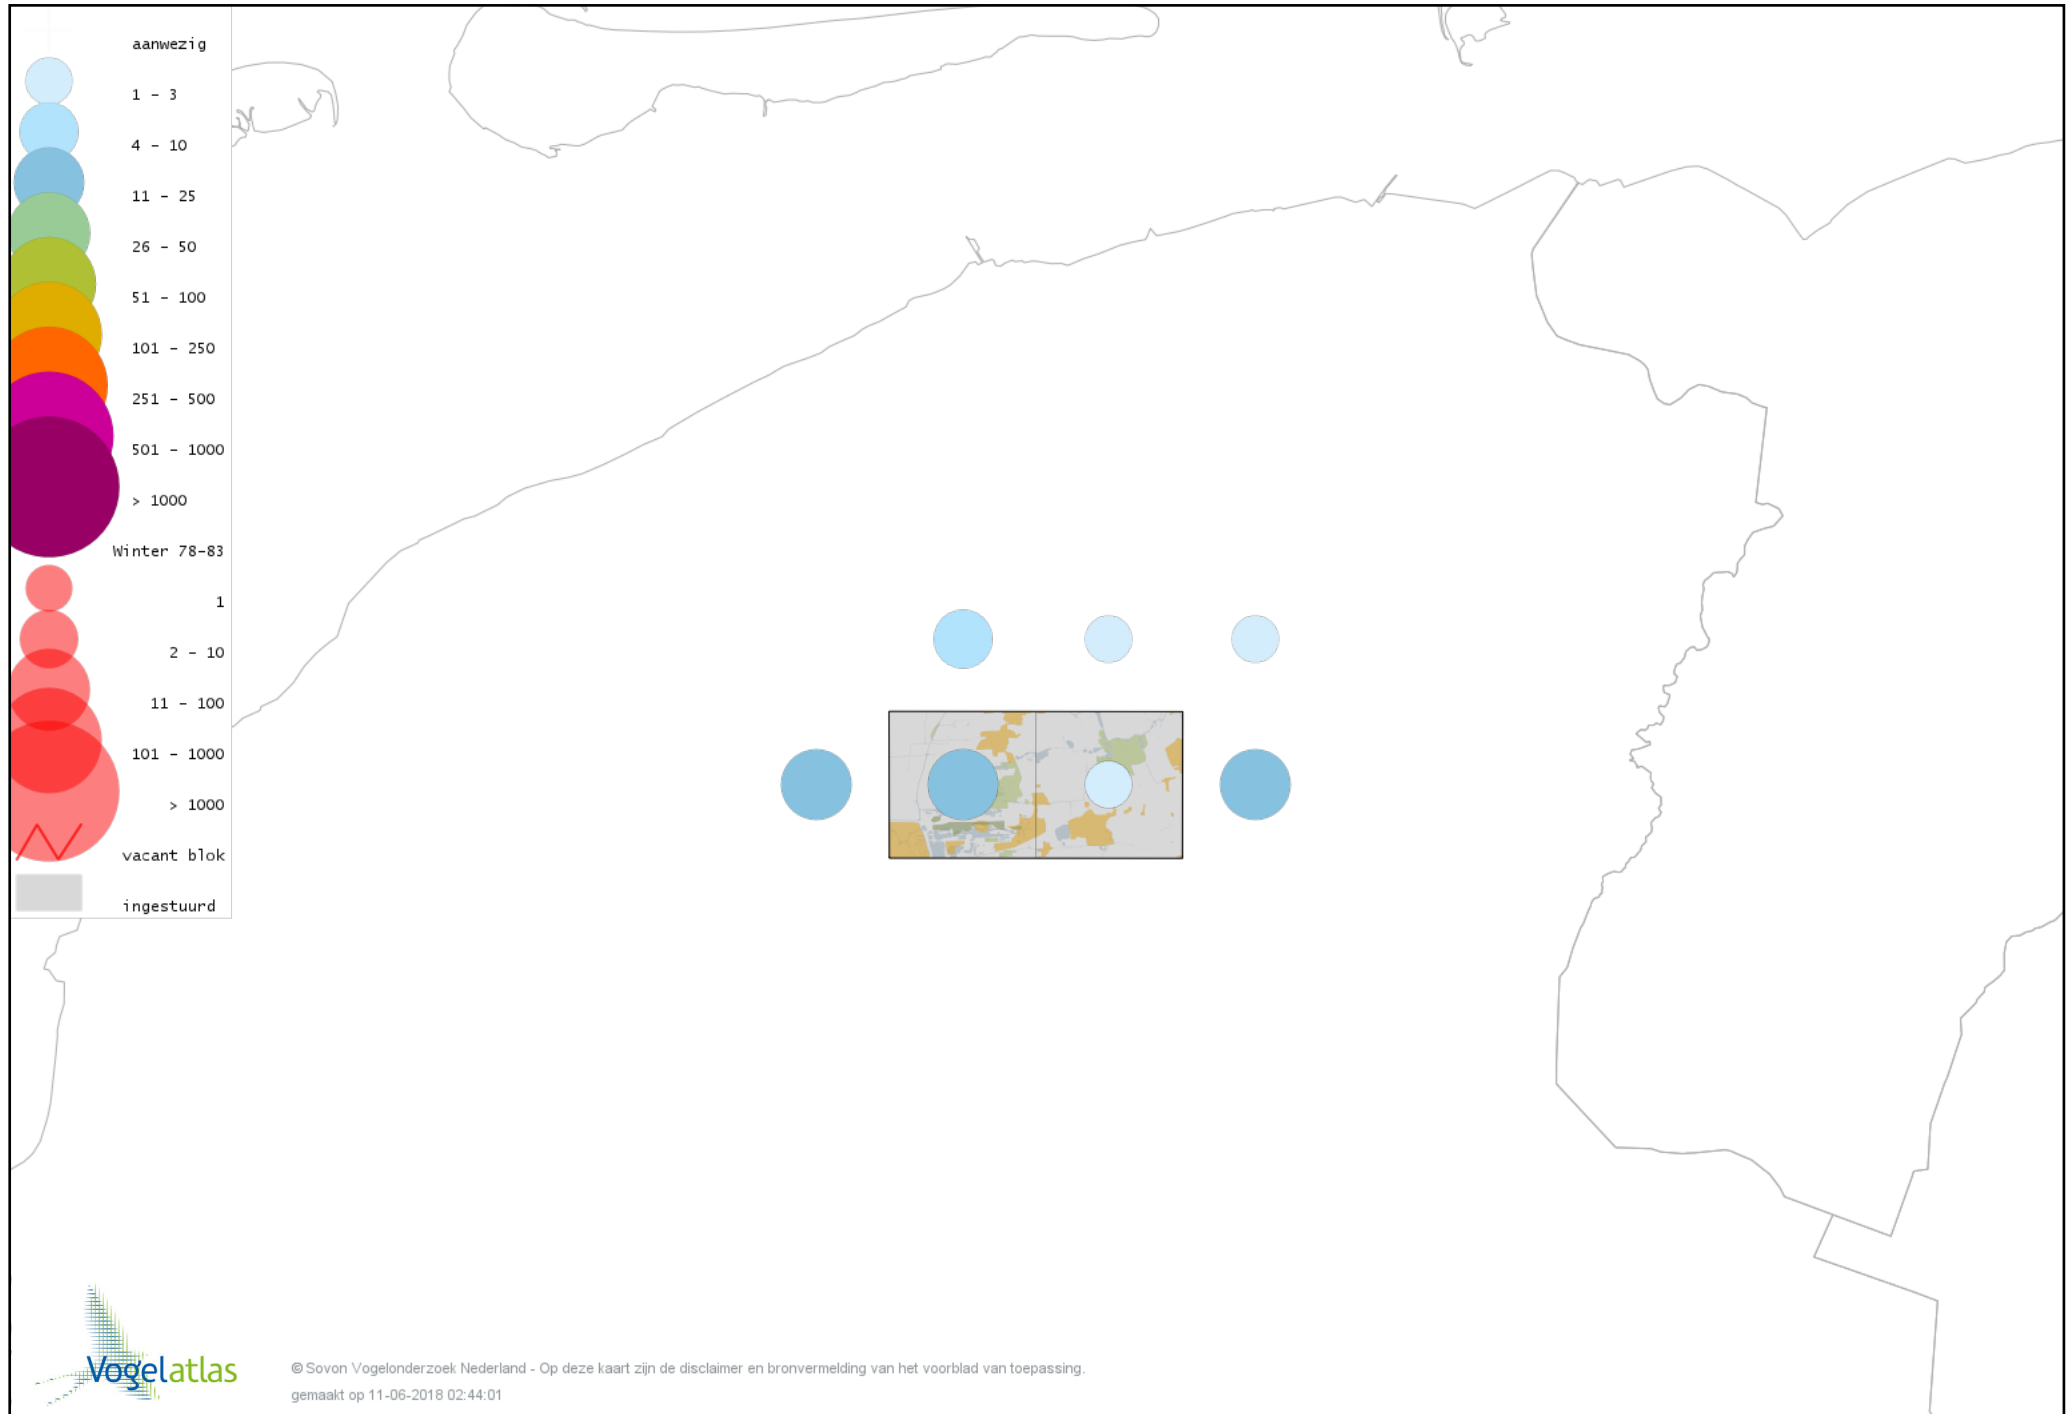 aanwezig
1 - 3
4 - 10
11 - 25
26 - 50
51 - 100
101 - 250
251 - 500
501 - 1000
> 1000
Winter 78-83
1
2 - 10
11 - 100
101 - 1000
> 1000
vacant blok
ingestuurd
Vogelatlas
© Sovon Vogelonderzoek Nederland - Op deze kaart zijn de disclaimer en bronvermelding van het voorblad van toepassing.
gemaakt op 11-06-2018 02:44:01